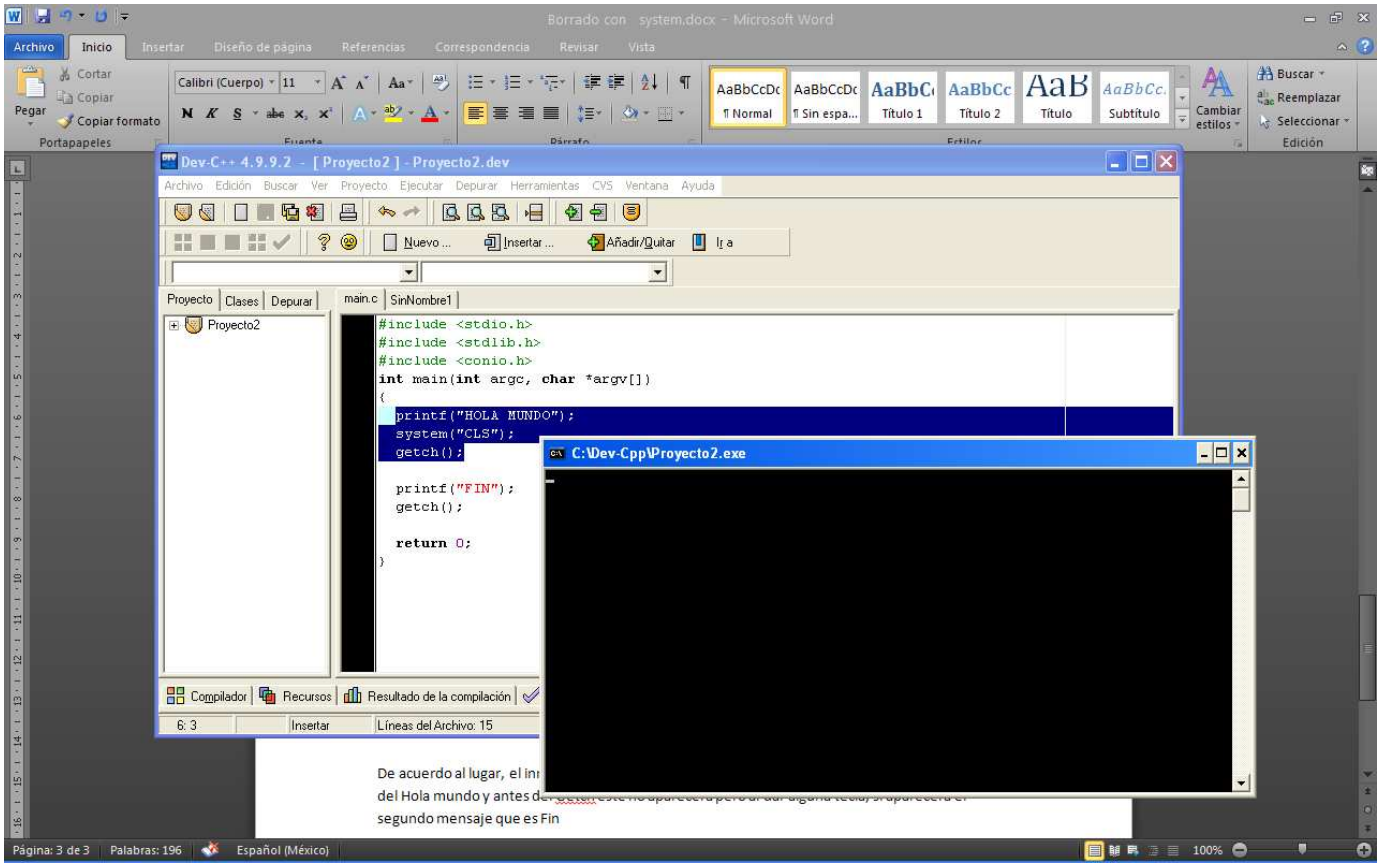 Borrado con system.docx - Microsoft Word
Archivo Inicio Insertar Diseño de página Referencias Correspondencia Revisar Vista
Pegar
Cortar
Copiar
Copiar formato
Portapapeles
Calibri (Cuerpo) 11
N K S abc x, x²
Fuente
Párrafo
AaBbCcDc AaBbCcDc AaBbC AaBbCc AaB AaBbCc.
¶ Normal ¶ Sin espa... Título 1 Título 2 Título Subtítulo
Cambiar estilos
Estilos
Buscar
Reemplazar
Seleccionar
Edición
Dev-C++ 4.9.9.2 - [ Proyecto2 ] - Proyecto2.dev
Archivo Edición Buscar Ver Proyecto Ejecutar Depurar Herramientas CVS Ventana Ayuda
Nuevo ... Insertar ... Añadir/Quitar Ir a
Proyecto Clases Depurar main.c SinNombre1
Proyecto2
#include <stdio.h>
#include <stdlib.h>
#include <conio.h>
int main(int argc, char *argv[])
{
printf("HOLA MUNDO");
system("CLS");
getch();
printf("FIN");
getch();
return 0;
}
C:\Dev-Cpp\Proyecto2.exe
Compilador Recursos Resultado de la compilación
6: 3 Insertar Líneas del Archivo: 15
De acuerdo al lugar, el
del Hola mundo y antes
segundo mensaje que es Fin
Página: 3 de 3 Palabras: 196 Español (México) 100%